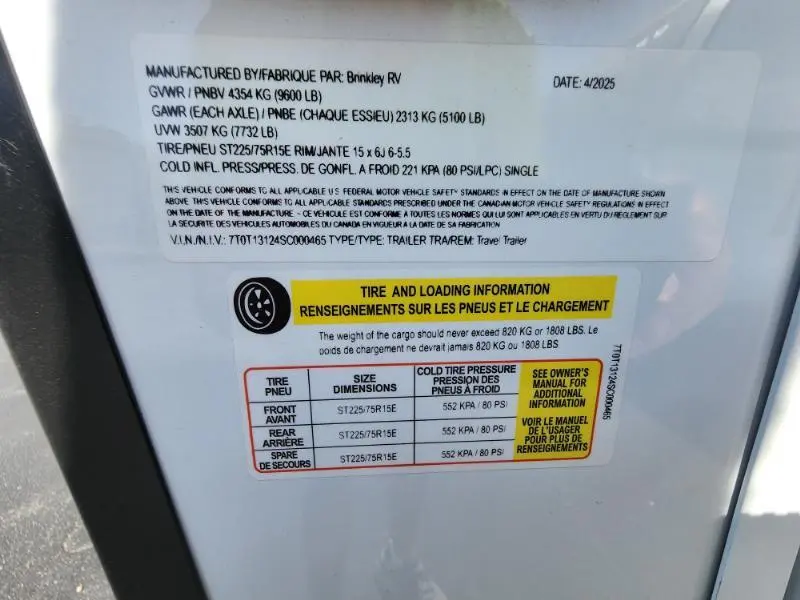 MANUFACTURED BY/FABRIQUE PAR: Brinkley RV
DATE: 4/2025
GVWR / PNBV 4354 KG (9600 LB)
GAWR (EACH AXLE) / PNBE (CHAQUE ESSIEU) 2313 KG (5100 LB)
UVW 3507 KG (7732 LB)
TIRE/PNEU ST225/75R15E RIM/JANTE 15 x 6J 6-5.5
COLD INFL. PRESS/PRESS. DE GONFL. A FROID 221 KPA (80 PSI/LPC) SINGLE
THIS VEHICLE CONFORMS TO ALL APPLICABLE U.S. FEDERAL MOTOR VEHICLE SAFETY STANDARDS IN EFFECT ON THE DATE OF MANUFACTURE SHOWN
ABOVE. THIS VEHICLE CONFORMS TO ALL APPLICABLE STANDARDS PRESCRIBED UNDER THE CANADIAN MOTOR VEHICLE SAFETY REGULATIONS IN EFFECT
ON THE DATE OF THE MANUFACTURE. - CE VEHICULE EST CONFORME A TOUTES LES NORMES QUI LUI SONT APPLICABLES EN VERTU DU REGLEMENT SUR
LA SECURITE DES VEHICULES AUTOMOBILES DU CANADA EN VIGUEUR A LA DATE DE SA FABRICATION
V.I.N./N.I.V.: 7T0T13124SC000465 TYPE/TYPE: TRAILER TRA/REM: Travel Trailer
TIRE AND LOADING INFORMATION
RENSEIGNEMENTS SUR LES PNEUS ET LE CHARGEMENT
The weight of the cargo should never exceed 820 KG or 1808 LBS. Le
poids de chargement ne devrait jamais 820 KG ou 1808 LBS
TIRE
PNEU
SIZE
DIMENSIONS
COLD TIRE PRESSURE
PRESSION DES
PNEUS À FROID
FRONT
AVANT
ST225/75R15E
552 KPA / 80 PSI
REAR
ARRIÈRE
ST225/75R15E
552 KPA / 80 PSI
SPARE
DE SECOURS
ST225/75R15E
552 KPA / 80 PSI
SEE OWNER'S
MANUAL FOR
ADDITIONAL
INFORMATION
VOIR LE MANUEL
DE L'USAGER
POUR PLUS DE
RENSEIGNEMENTS
7T0T13124SC000465